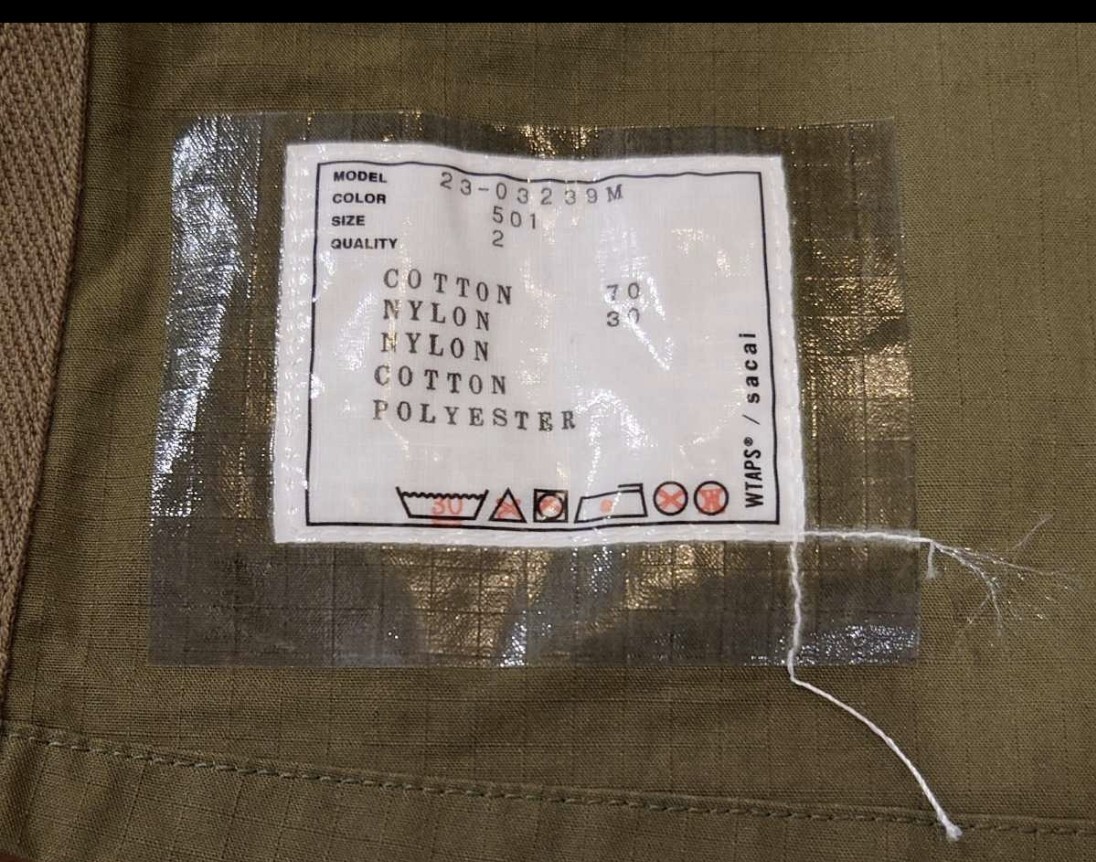 MODEL 23-03239M
COLOR 501
SIZE 2
QUALITY
COTTON 70
NYLON 30
NYLON
COTTON
POLYESTER
30
WTAPS® / sacai